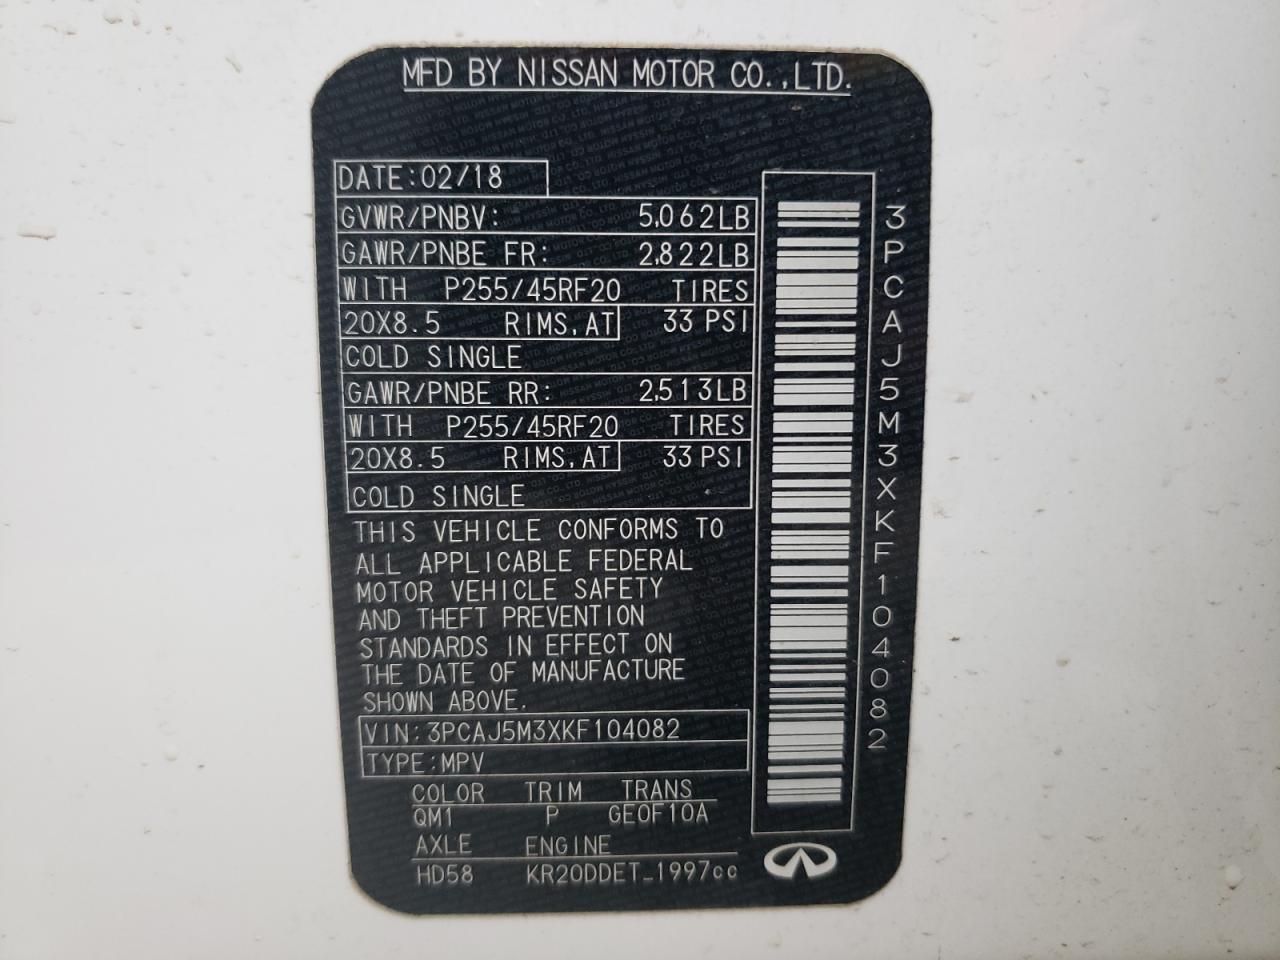 MFD BY NISSAN MOTOR CO.,LTD.
DATE:02/18
GVWR/PNBV: 5,062LB
GAWR/PNBE FR: 2,822LB
WITH P255/45RF20 TIRES
20X8.5 RIMS,AT 33 PSI
COLD SINGLE
GAWR/PNBE RR: 2,513LB
WITH P255/45RF20 TIRES
20X8.5 RIMS,AT 33 PSI
COLD SINGLE
THIS VEHICLE CONFORMS TO
ALL APPLICABLE FEDERAL
MOTOR VEHICLE SAFETY
AND THEFT PREVENTION
STANDARDS IN EFFECT ON
THE DATE OF MANUFACTURE
SHOWN ABOVE.
VIN:3PCAJ5M3XKF104082
TYPE:MPV
COLOR TRIM TRANS
QM1 P GE0F10A
AXLE ENGINE
HD58 KR20DDET_1997cc
3PCAJ5M3XKF104082